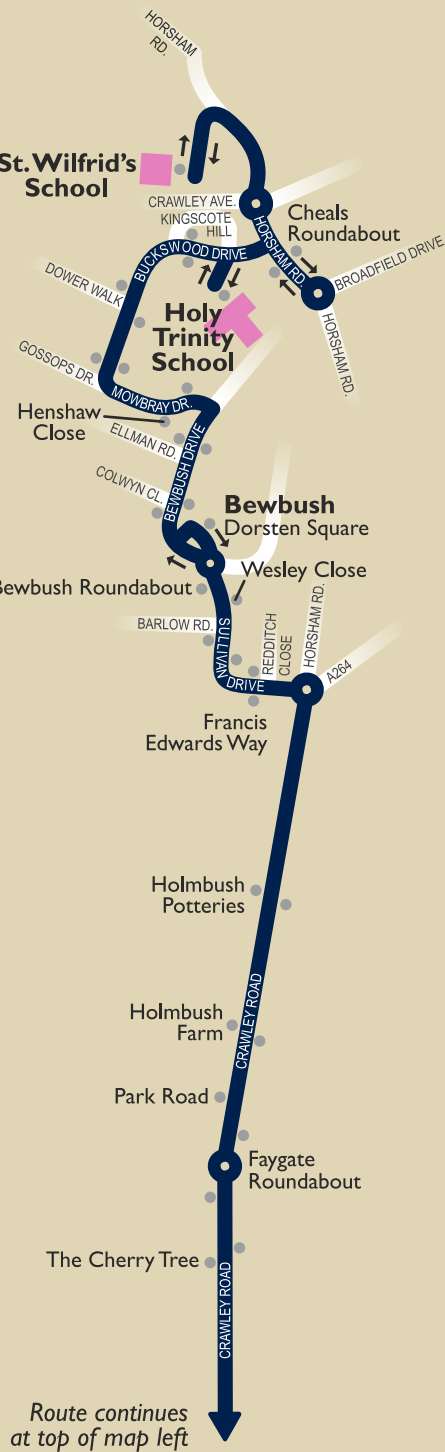 HORSHAM
RD.
St. Wilfrid's
School
CRAWLEY AVE.
KINGSCOTE
HILL
Cheals
Roundabout
HORSHAM RD.
BROADFIELD DRIVE
HORSHAM RD.
BUCKSWOOD DRIVE
DOWER WALK
Holy
Trinity
School
GOSSOPS DR.
MOWBRAY DR.
Henshaw
Close
ELLMAN RD.
BEWBUSH DRIVE
COLWYN CL.
Bewbush
Dorsten Square
Bewbush Roundabout
Wesley Close
BARLOW RD.
SULLIVAN
DRIVE
REDDITCH
CLOSE
HORSHAM RD.
A264
Francis
Edwards Way
Holmbush
Potteries
CRAWLEY ROAD
Holmbush
Farm
Park Road
Faygate
Roundabout
The Cherry Tree
CRAWLEY ROAD
Route continues
at top of map left